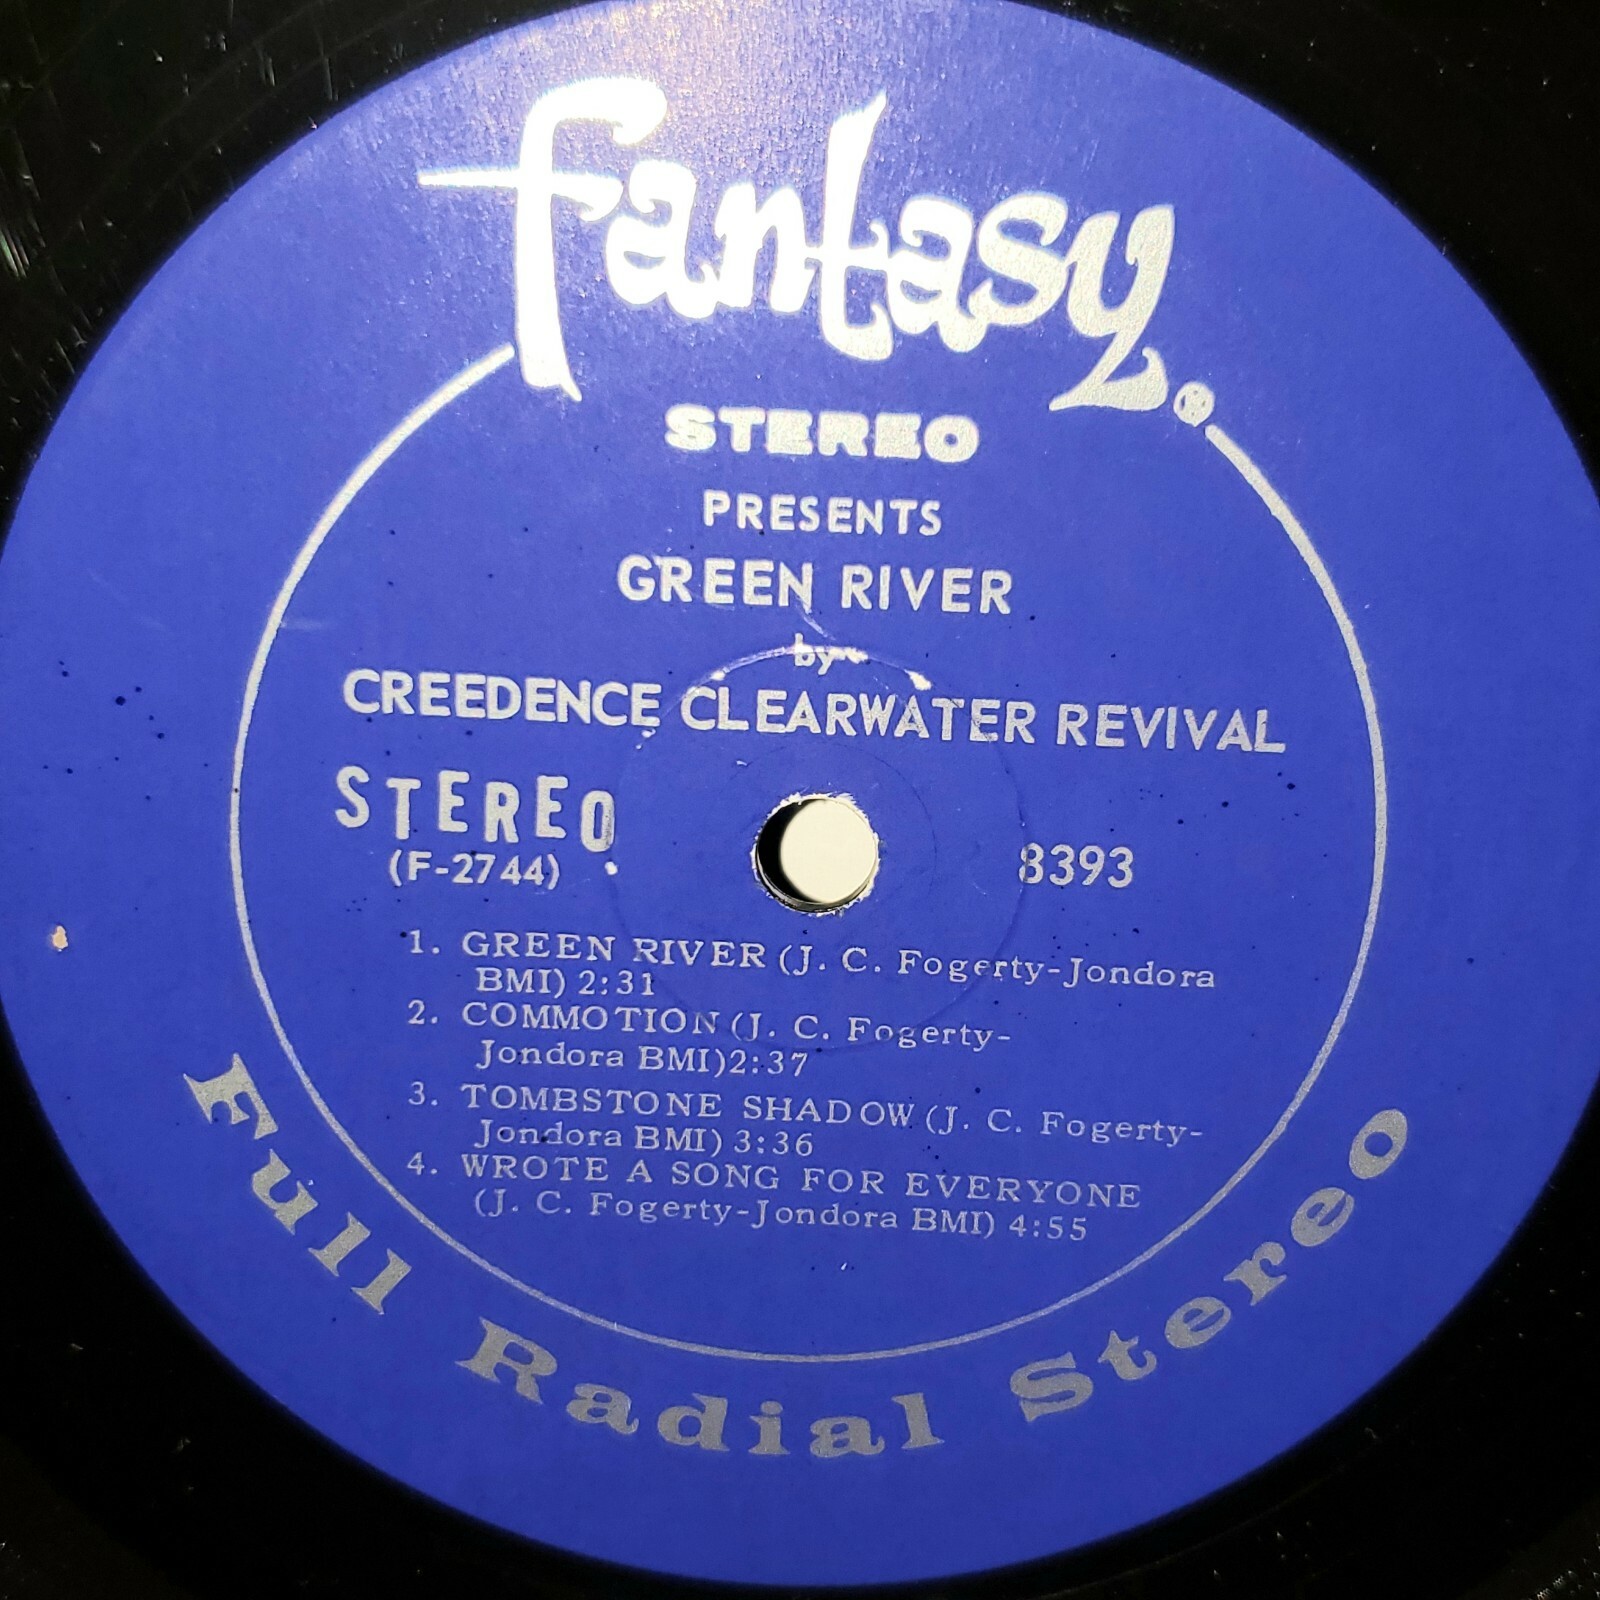 fantasy.®
STEREO
PRESENTS
GREEN RIVER
by
CREEDENCE CLEARWATER REVIVAL
STEREO
(F-2744)
8393
1. GREEN RIVER (J. C. Fogerty-Jondora
BMI) 2:31
2. COMMOTION (J. C. Fogerty-
Jondora BMI)2:37
3. TOMBSTONE SHADOW (J. C. Fogerty-
Jondora BMI) 3:36
4. WROTE A SONG FOR EVERYONE
(J. C. Fogerty-Jondora BMI) 4:55
Full Radial Stereo